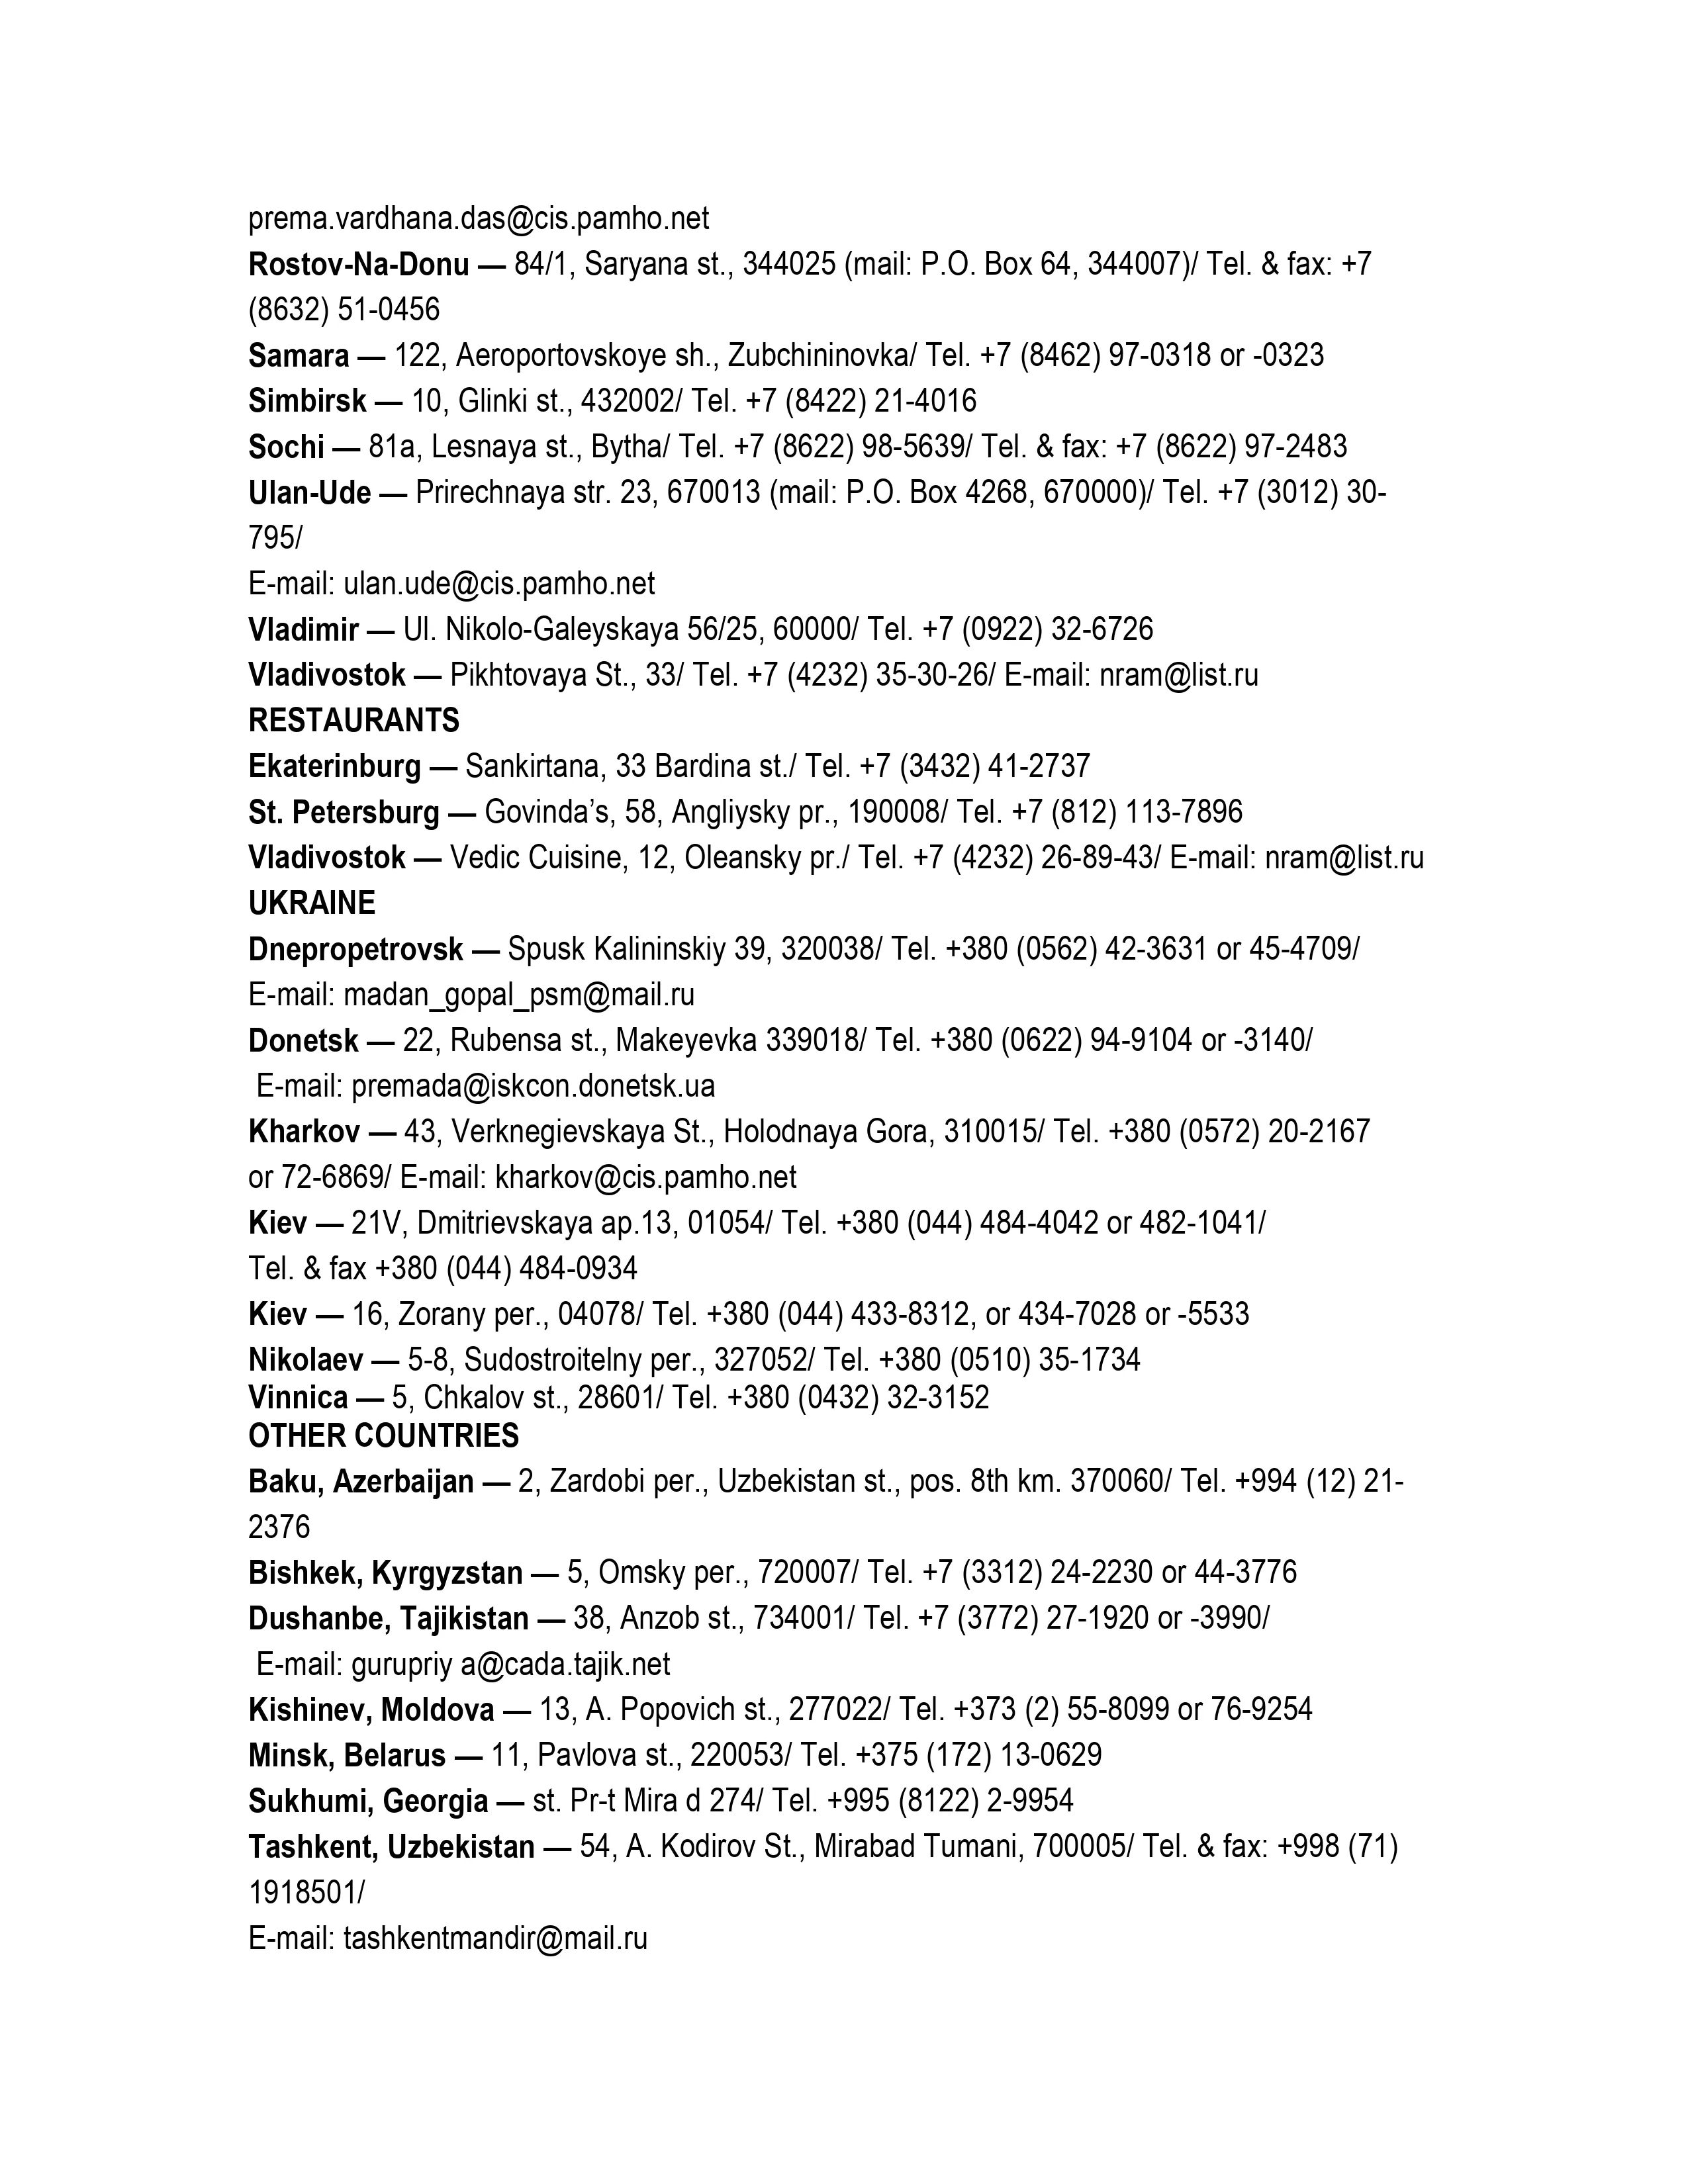 prema.vardhana.das@cis.pamho.net
Rostov-Na-Donu — 84/1, Saryana st., 344025 (mail: P.O. Box 64, 344007)/ Tel. & fax: +7
(8632) 51-0456
Samara — 122, Aeroportovskoye sh., Zubchininovka/ Tel. +7 (8462) 97-0318 or -0323
Simbirsk — 10, Glinki st., 432002/ Tel. +7 (8422) 21-4016
Sochi — 81a, Lesnaya st., Bytha/ Tel. +7 (8622) 98-5639/ Tel. & fax: +7 (8622) 97-2483
Ulan-Ude — Prirechnaya str. 23, 670013 (mail: P.O. Box 4268, 670000)/ Tel. +7 (3012) 30-
795/
E-mail: ulan.ude@cis.pamho.net
Vladimir — Ul. Nikolo-Galeyskaya 56/25, 60000/ Tel. +7 (0922) 32-6726
Vladivostok — Pikhtovaya St., 33/ Tel. +7 (4232) 35-30-26/ E-mail: nram@list.ru
RESTAURANTS
Ekaterinburg — Sankirtana, 33 Bardina st./ Tel. +7 (3432) 41-2737
St. Petersburg — Govinda’s, 58, Angliysky pr., 190008/ Tel. +7 (812) 113-7896
Vladivostok — Vedic Cuisine, 12, Oleansky pr./ Tel. +7 (4232) 26-89-43/ E-mail: nram@list.ru
UKRAINE
Dnepropetrovsk — Spusk Kalininskiy 39, 320038/ Tel. +380 (0562) 42-3631 or 45-4709/
E-mail: madan_gopal_psm@mail.ru
Donetsk — 22, Rubensa st., Makeyevka 339018/ Tel. +380 (0622) 94-9104 or -3140/
E-mail: premada@iskcon.donetsk.ua
Kharkov — 43, Verknegievskaya St., Holodnaya Gora, 310015/ Tel. +380 (0572) 20-2167
or 72-6869/ E-mail: kharkov@cis.pamho.net
Kiev — 21V, Dmitrievskaya ap.13, 01054/ Tel. +380 (044) 484-4042 or 482-1041/
Tel. & fax +380 (044) 484-0934
Kiev — 16, Zorany per., 04078/ Tel. +380 (044) 433-8312, or 434-7028 or -5533
Nikolaev — 5-8, Sudostroitelny per., 327052/ Tel. +380 (0510) 35-1734
Vinnica — 5, Chkalov st., 28601/ Tel. +380 (0432) 32-3152
OTHER COUNTRIES
Baku, Azerbaijan — 2, Zardobi per., Uzbekistan st., pos. 8th km. 370060/ Tel. +994 (12) 21-
2376
Bishkek, Kyrgyzstan — 5, Omsky per., 720007/ Tel. +7 (3312) 24-2230 or 44-3776
Dushanbe, Tajikistan — 38, Anzob st., 734001/ Tel. +7 (3772) 27-1920 or -3990/
E-mail: gurupriy a@cada.tajik.net
Kishinev, Moldova — 13, A. Popovich st., 277022/ Tel. +373 (2) 55-8099 or 76-9254
Minsk, Belarus — 11, Pavlova st., 220053/ Tel. +375 (172) 13-0629
Sukhumi, Georgia — st. Pr-t Mira d 274/ Tel. +995 (8122) 2-9954
Tashkent, Uzbekistan — 54, A. Kodirov St., Mirabad Tumani, 700005/ Tel. & fax: +998 (71)
1918501/
E-mail: tashkentmandir@mail.ru